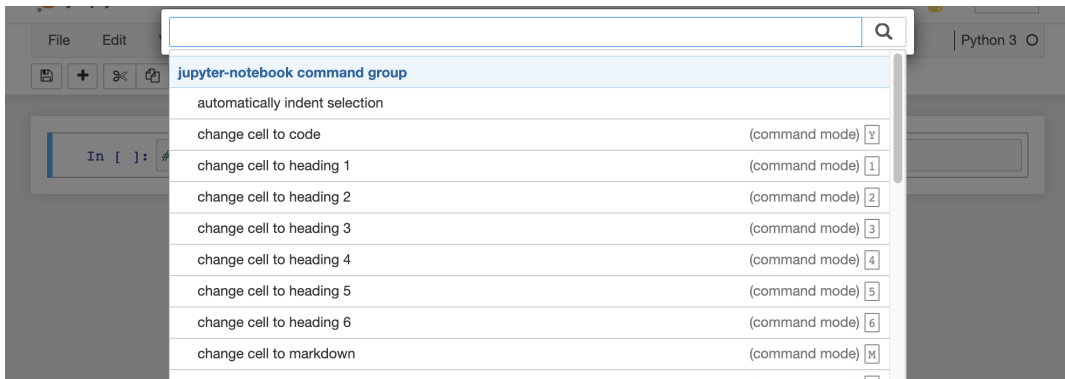 File Edit
Python 3
jupyter-notebook command group
automatically indent selection
change cell to code (command mode) Y
change cell to heading 1 (command mode) 1
change cell to heading 2 (command mode) 2
change cell to heading 3 (command mode) 3
change cell to heading 4 (command mode) 4
change cell to heading 5 (command mode) 5
change cell to heading 6 (command mode) 6
change cell to markdown (command mode) M
In [ ]: #